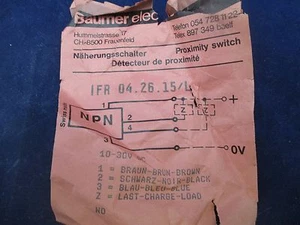 Baumer elec
Hummelstrasse 17
CH-8500 Frauenfeld
Telefon 054 728 11 22
Telex 897 349 baef
Näherungsschalter Proximity switch
Détecteur de proximité
IFR 04.26.15/L
1
+
Z Z
NPN
2
4
S=
3
0V
10-30V
1 = BRAUN-BRUN-BROWN
2 = SCHWARZ-NOIR-BLACK
3 = BLAU-BLEU-BLUE
Z = LAST-CHARGE-LOAD
NO